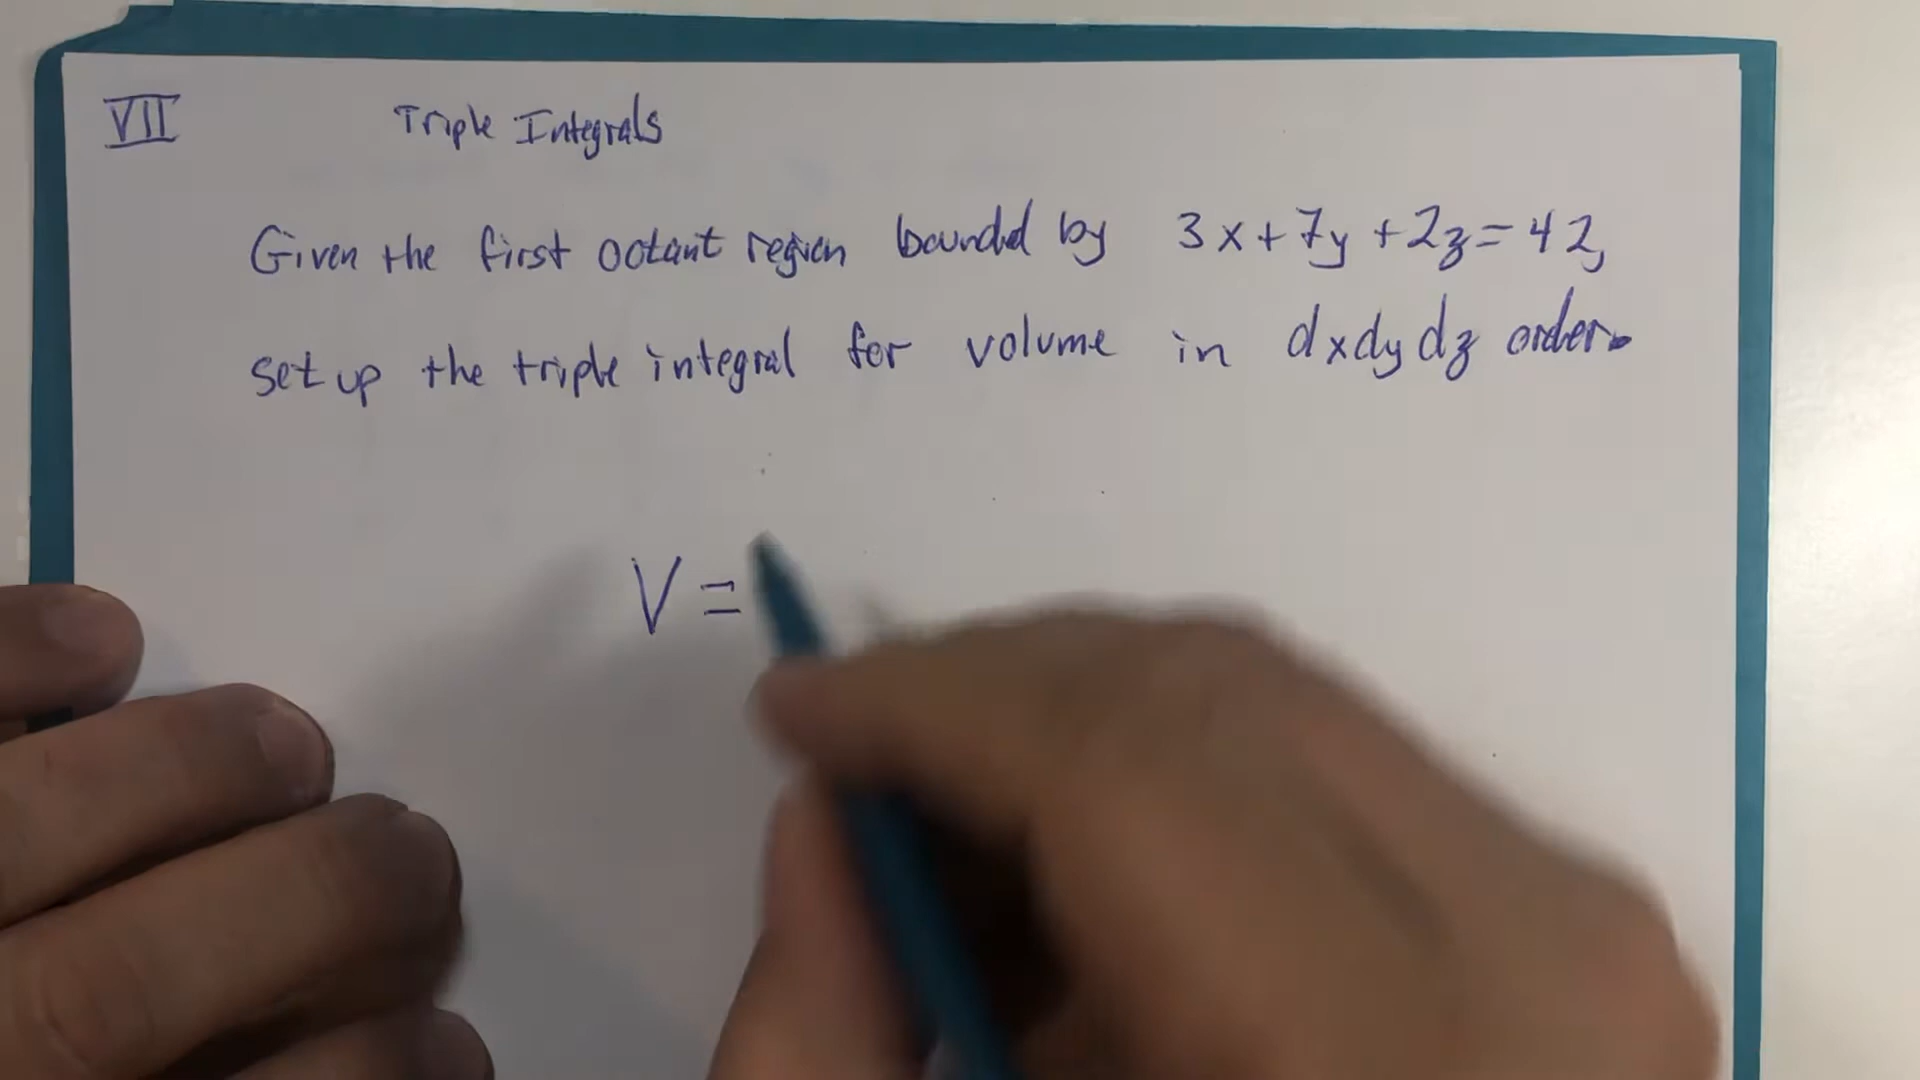 VII Triple Integrals
Given the first octant region bounded by 3x+7y+2z=42,
set up the triple integral for volume in dxdydz order.
V =